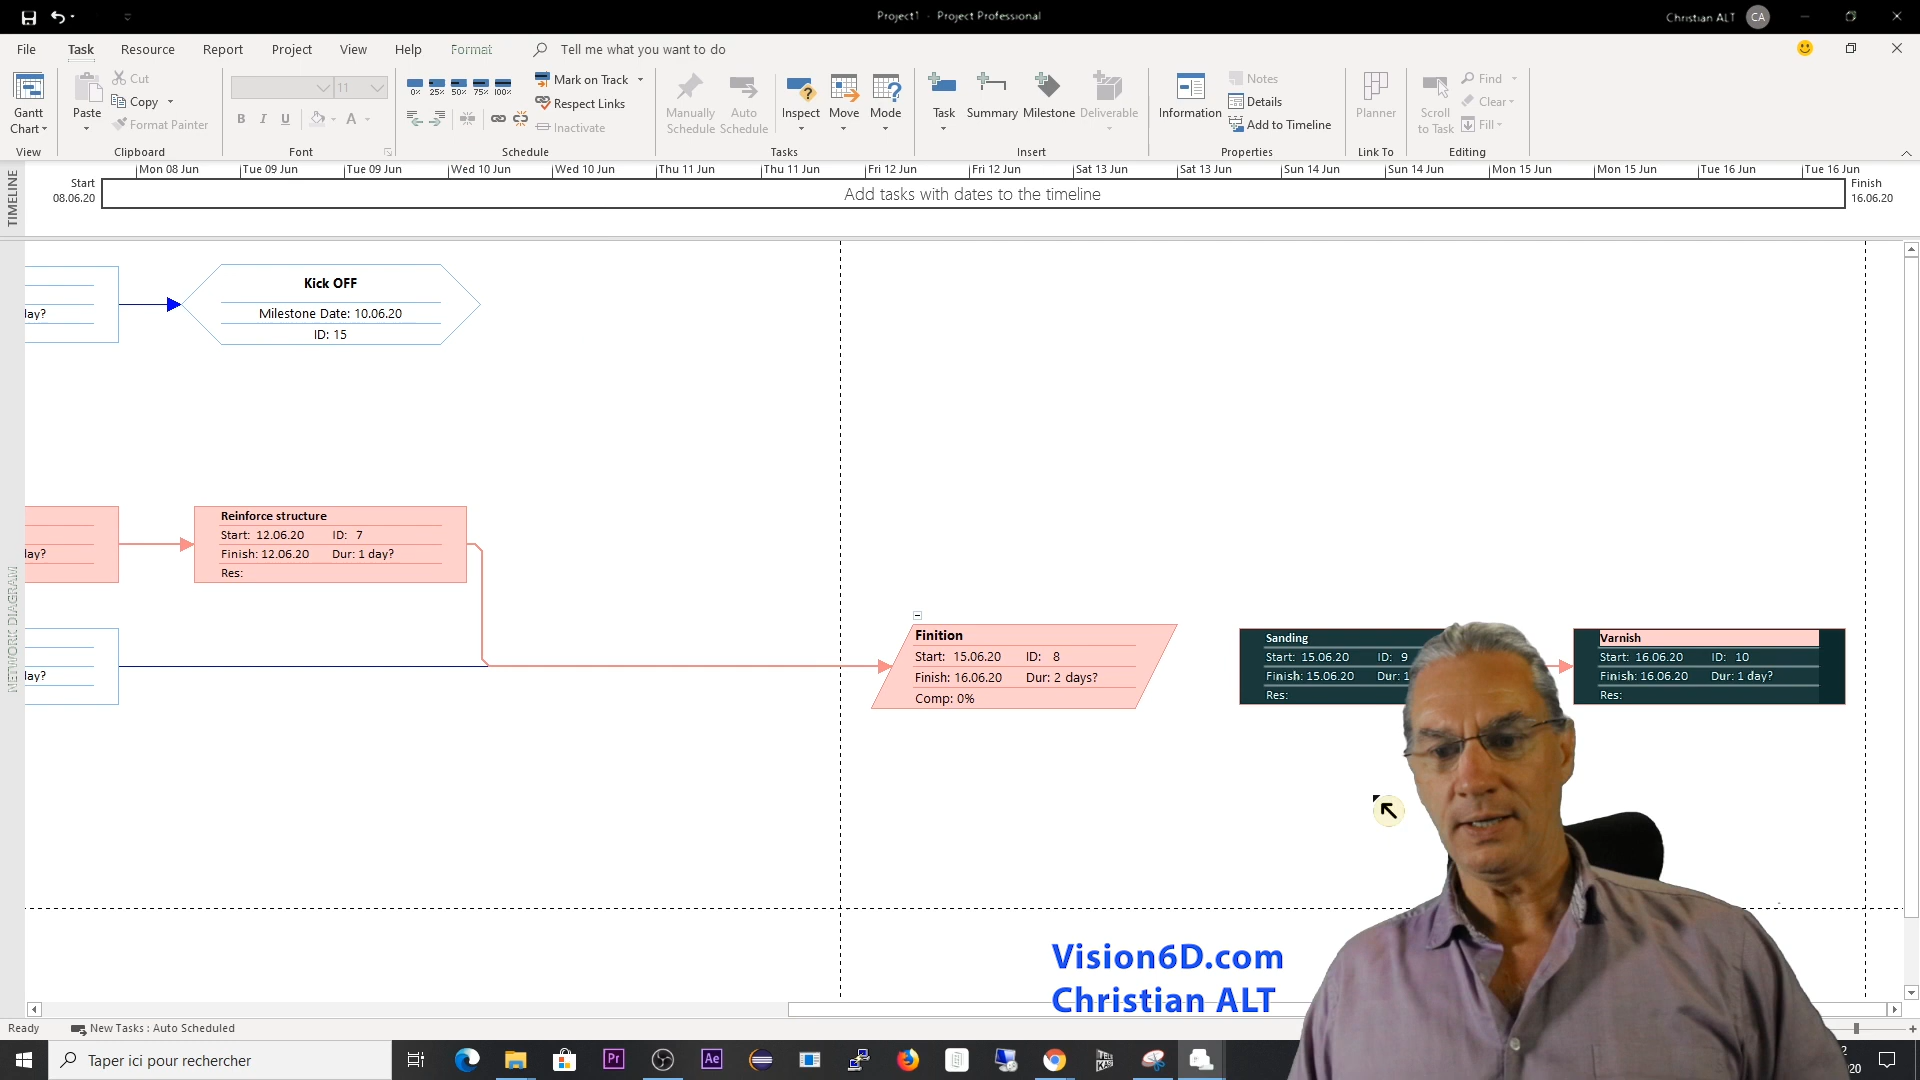 Project1 - Project Professional
Christian ALT CA
File Task Resource Report Project View Help Format Tell me what you want to do
Gantt Chart
View
Paste
Cut
Copy
Format Painter
Clipboard
11
B I U A
Font
0% 25% 50% 75% 100%
Mark on Track
Respect Links
Inactivate
Schedule
Manually Schedule
Auto Schedule
Inspect
Move
Mode
Tasks
Task
Summary
Milestone
Deliverable
Insert
Information
Notes
Details
Add to Timeline
Properties
Planner
Link To
Scroll to Task
Find
Clear
Fill
Editing
TIMELINE
Mon 08 Jun Tue 09 Jun Tue 09 Jun Wed 10 Jun Wed 10 Jun Thu 11 Jun Thu 11 Jun Fri 12 Jun Fri 12 Jun Sat 13 Jun Sat 13 Jun Sun 14 Jun Sun 14 Jun Mon 15 Jun Mon 15 Jun Tue 16 Jun Tue 16 Jun
Start
08.06.20
Add tasks with dates to the timeline
Finish
16.06.20
NETWORK DIAGRAM
Kick OFF
Milestone Date: 10.06.20
ID: 15
Reinforce structure
Start: 12.06.20 ID: 7
Finish: 12.06.20 Dur: 1 day?
Res:
Finition
Start: 15.06.20 ID: 8
Finish: 16.06.20 Dur: 2 days?
Comp: 0%
Sanding
Start: 15.06.20 ID: 9
Finish: 15.06.20 Dur: 1
Res:
Varnish
Start: 16.06.20 ID: 10
Finish: 16.06.20 Dur: 1 day?
Res:
Vision6D.com
Christian ALT
Ready New Tasks : Auto Scheduled
Taper ici pour rechercher
Pr Ae